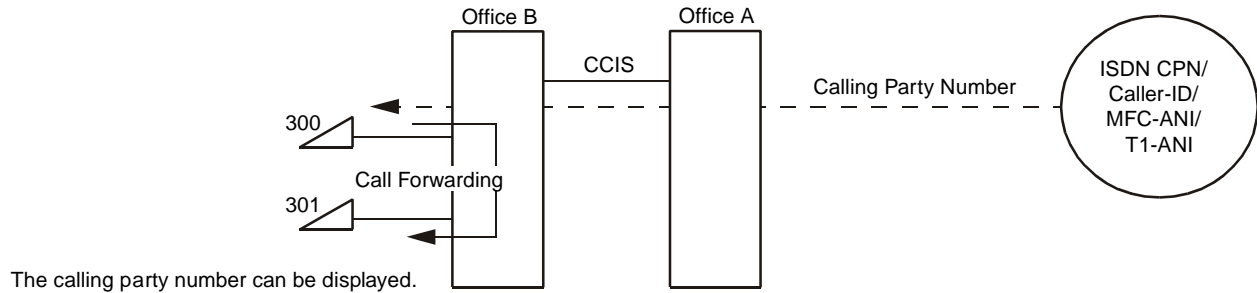 Office B
Office A
CCIS
Calling Party Number
ISDN CPN/
Caller-ID/
MFC-ANI/
T1-ANI
300
Call Forwarding
301
The calling party number can be displayed.